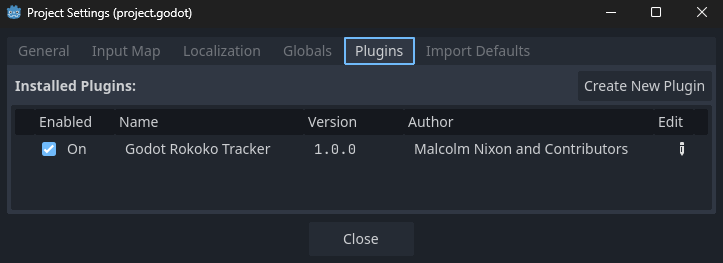 Project Settings (project.godot)
General Input Map Localization Globals Plugins Import Defaults
Installed Plugins: Create New Plugin
Enabled Name Version Author Edit
On Godot Rokoko Tracker 1.0.0 Malcolm Nixon and Contributors
Close